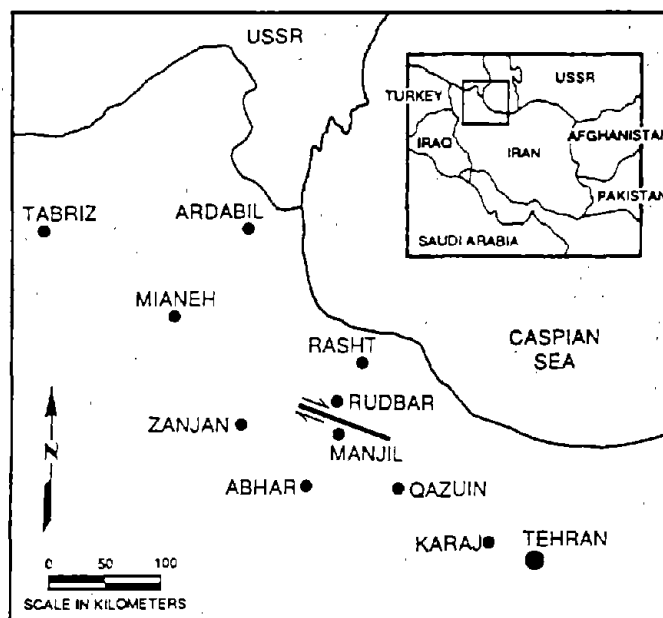 USSR
USSR
TURKEY
AFGHANISTAN
IRAQ
IRAN
PAKISTAN
SAUDI ARABIA
TABRIZ
ARDABIL
MIANEH
CASPIAN
SEA
RASHT
RUDBAR
ZANJAN
MANJIL
N
ABHAR
QAZUIN
KARAJ
TEHRAN
0 50 100
SCALE IN KILOMETERS